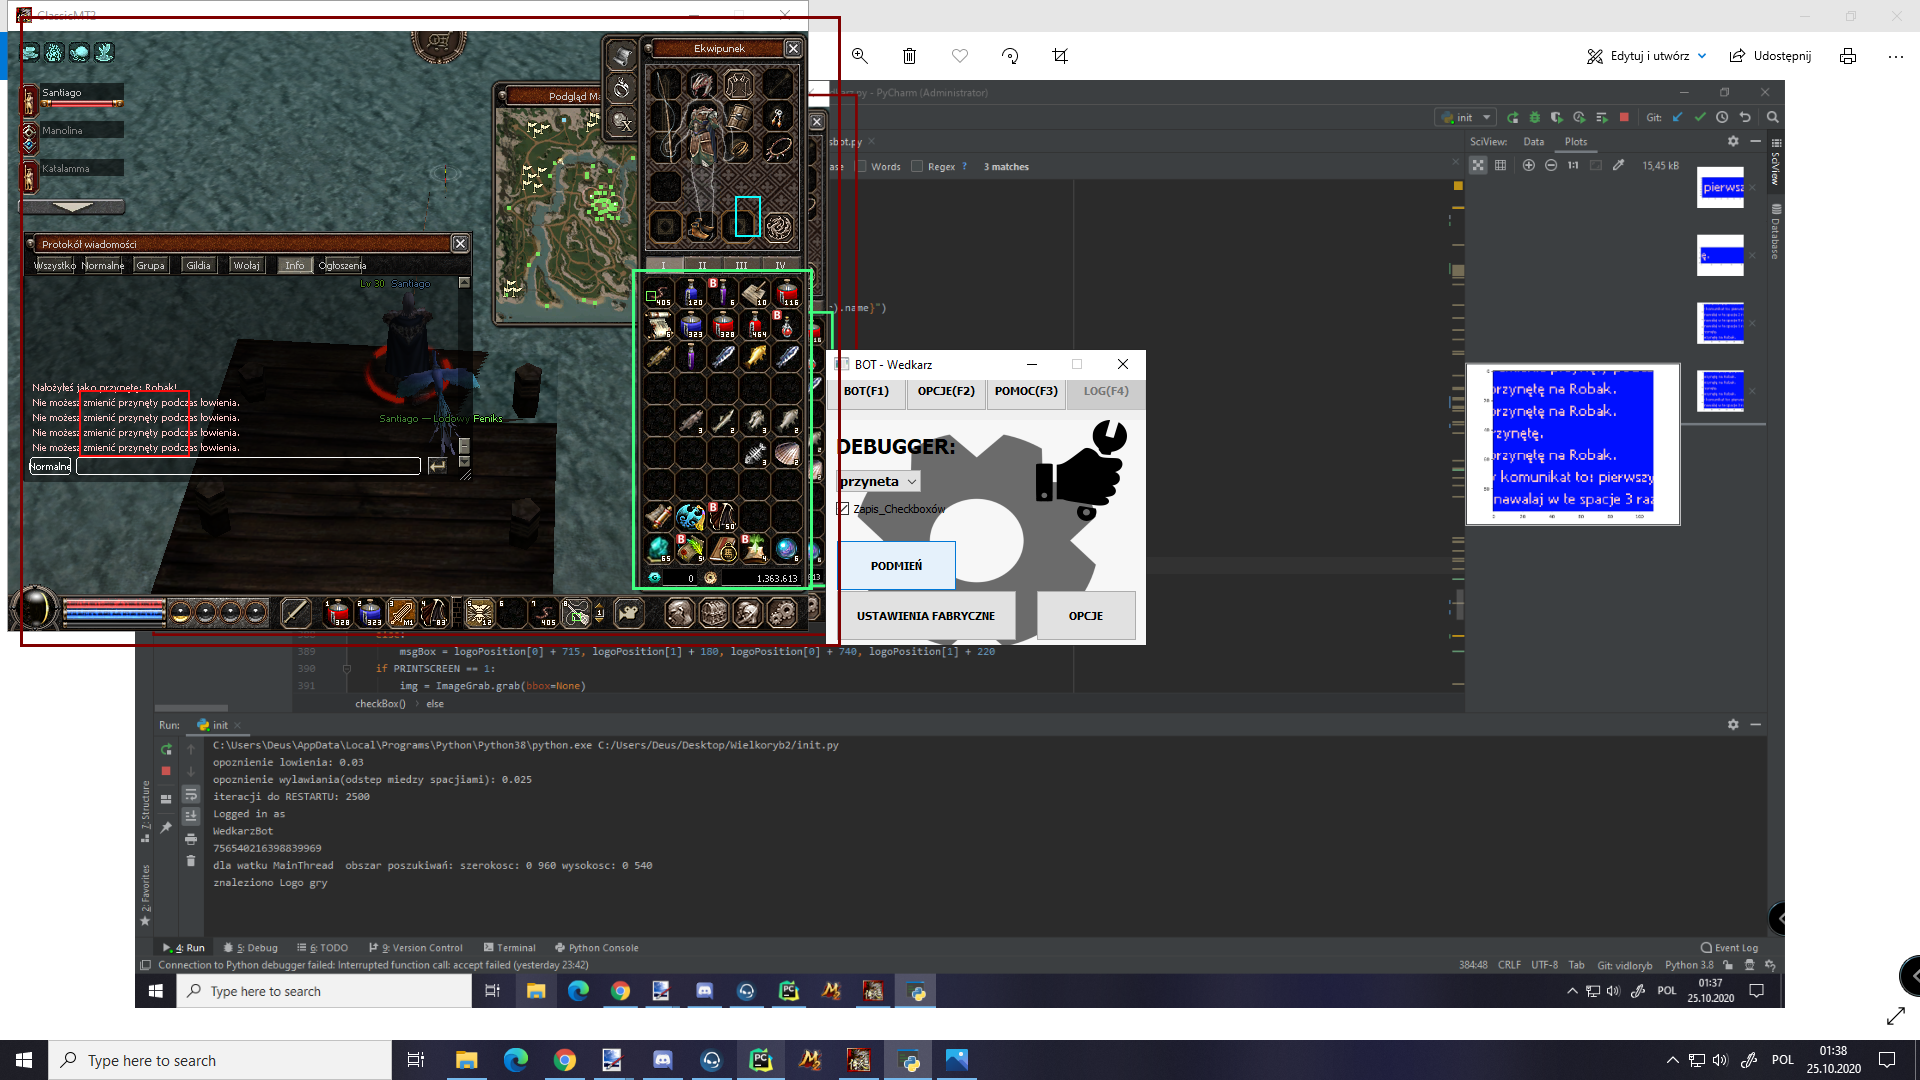 ClassicMT2
Edytuj i utwórz
Udostępnij
Santiago
Manolina
Katalamma
Podgląd Ma
Ekwipunek
I II III IV
Protokół wiadomości
Wszystko Normalne Grupa Gildia Wołaj Info Ogłoszenia
Lv 30 Santiago
Nałożyłeś jako przynętę: Robak!
Nie możesz zmienić przynęty podczas łowienia.
Nie możesz zmienić przynęty podczas łowienia.
Nie możesz zmienić przynęty podczas łowienia.
Nie możesz zmienić przynęty podczas łowienia.
Santiago — Lodowy Feniks
Normalne
405 120 6 10 116
6 323 328 464
3 2 2 2
2
50
65 5 4 6
0 1.363.613
328 323 M1 83 12 405
.py - PyCharm (Administrator)
sbot.py
Words Regex ? 3 matches
init
Git:
SciView: Data Plots
1:1 15,45 kB
SciView
Database
pierwsz
).name}")
BOT - Wedkarz
BOT(F1) OPCJE(F2) POMOC(F3) LOG(F4)
DEBUGGER:
przyneta
Zapis_Checkboxów
PODMIEŃ
USTAWIENIA FABRYCZNE OPCJE
przynętę na Robak.
przynętę na Robak.
rzynętę.
przynętę na Robak.
komunikat to: pierwszy
nawalaj w te spacje 3 raz
388 else:
389 msgBox = logoPosition[0] + 715, logoPosition[1] + 180, logoPosition[0] + 740, logoPosition[1] + 220
390 if PRINTSCREEN == 1:
391 img = ImageGrab.grab(bbox=None)
checkBox() › else
Run: init
C:\Users\Deus\AppData\Local\Programs\Python\Python38\python.exe C:/Users/Deus/Desktop/Wielkoryb2/init.py
opoznienie lowienia: 0.03
opoznienie wylawiania(odstep miedzy spacjiami): 0.025
iteracji do RESTARTU: 2500
Logged in as
WedkarzBot
756540216398839969
dla watku MainThread obszar poszukiwań: szerokosc: 0 960 wysokosc: 0 540
znaleziono Logo gry
7: Structure
2: Favorites
4: Run 5: Debug 6: TODO 9: Version Control Terminal Python Console
Event Log
Connection to Python debugger failed: Interrupted function call: accept failed (yesterday 23:42)
384:48 CRLF UTF-8 Tab Git: vidloryb Python 3.8
Type here to search
POL
01:37
25.10.2020
Type here to search
POL
01:38
25.10.2020